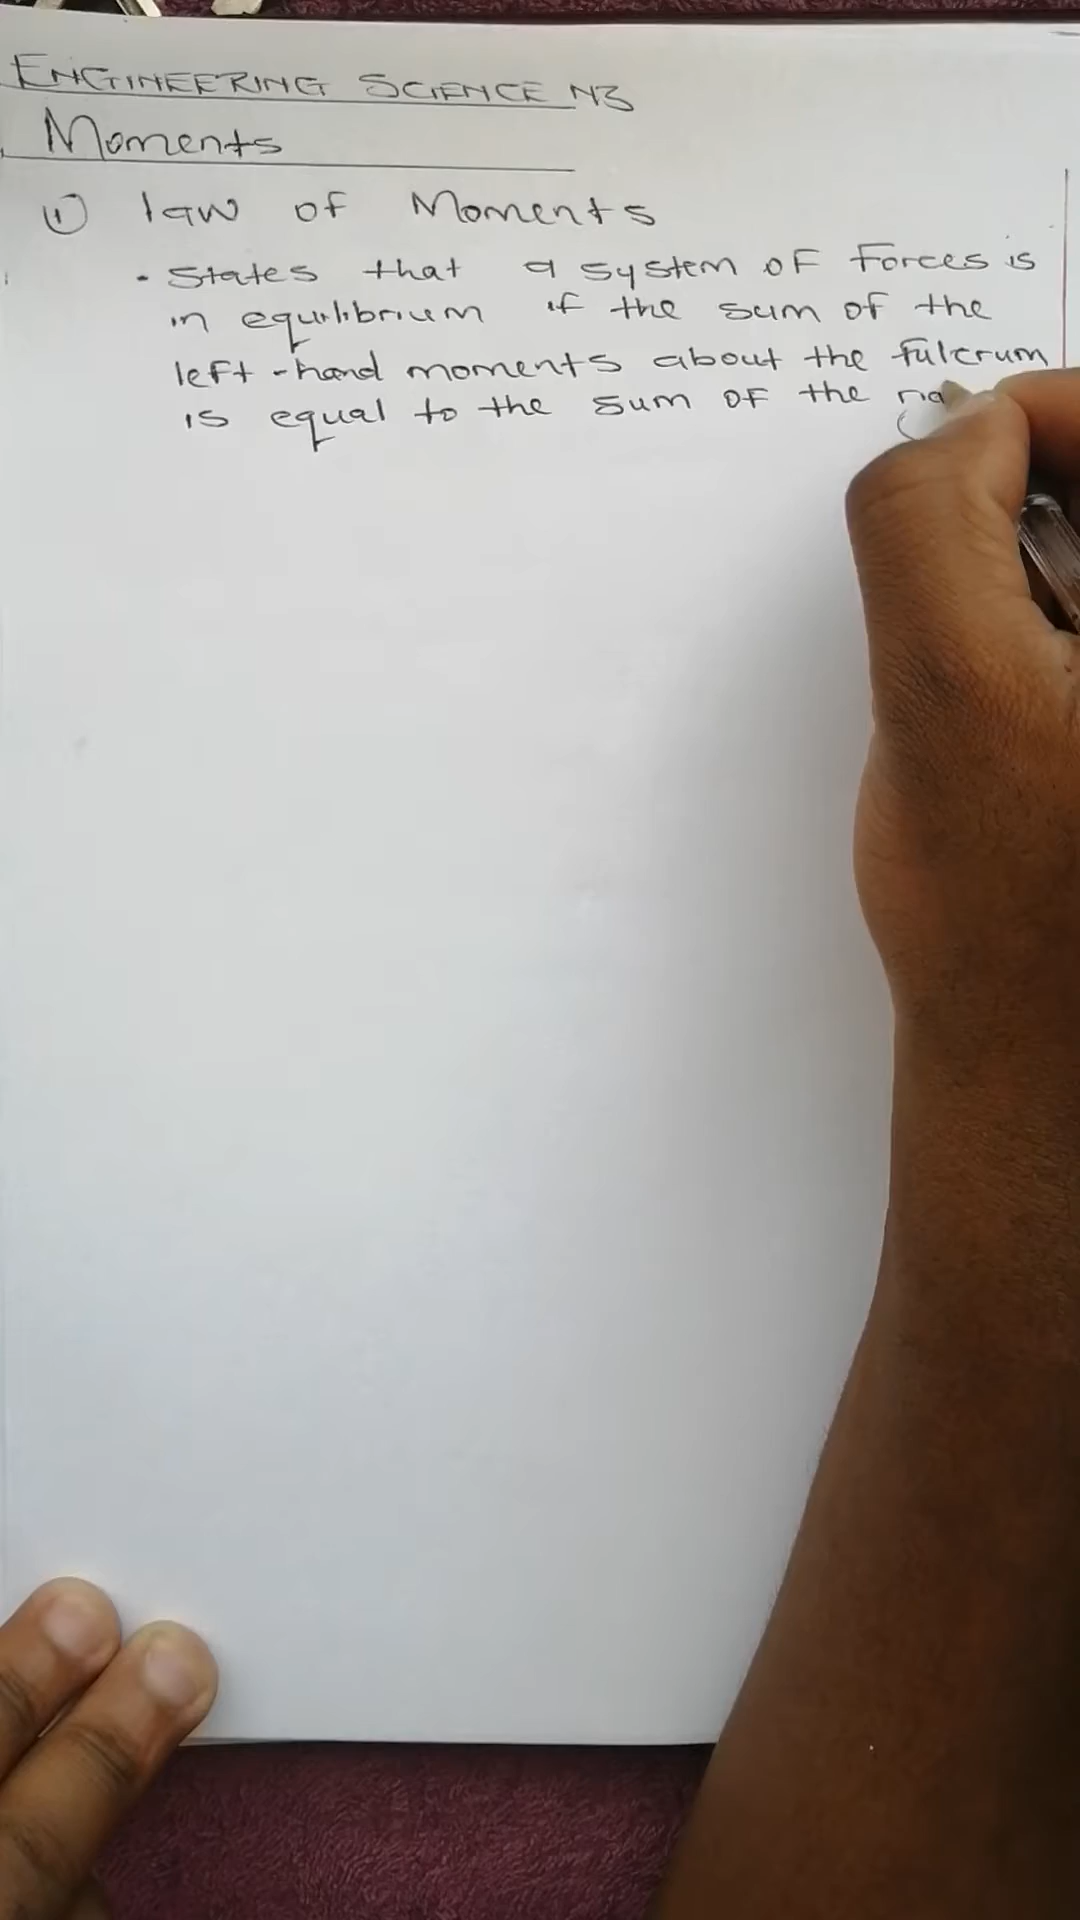 ENGINEERING SCIENCE N3
Moments
① law of Moments
• States that a system of Forces is
in equilibrium if the sum of the
left-hand moments about the fulcrum
is equal to the sum of the